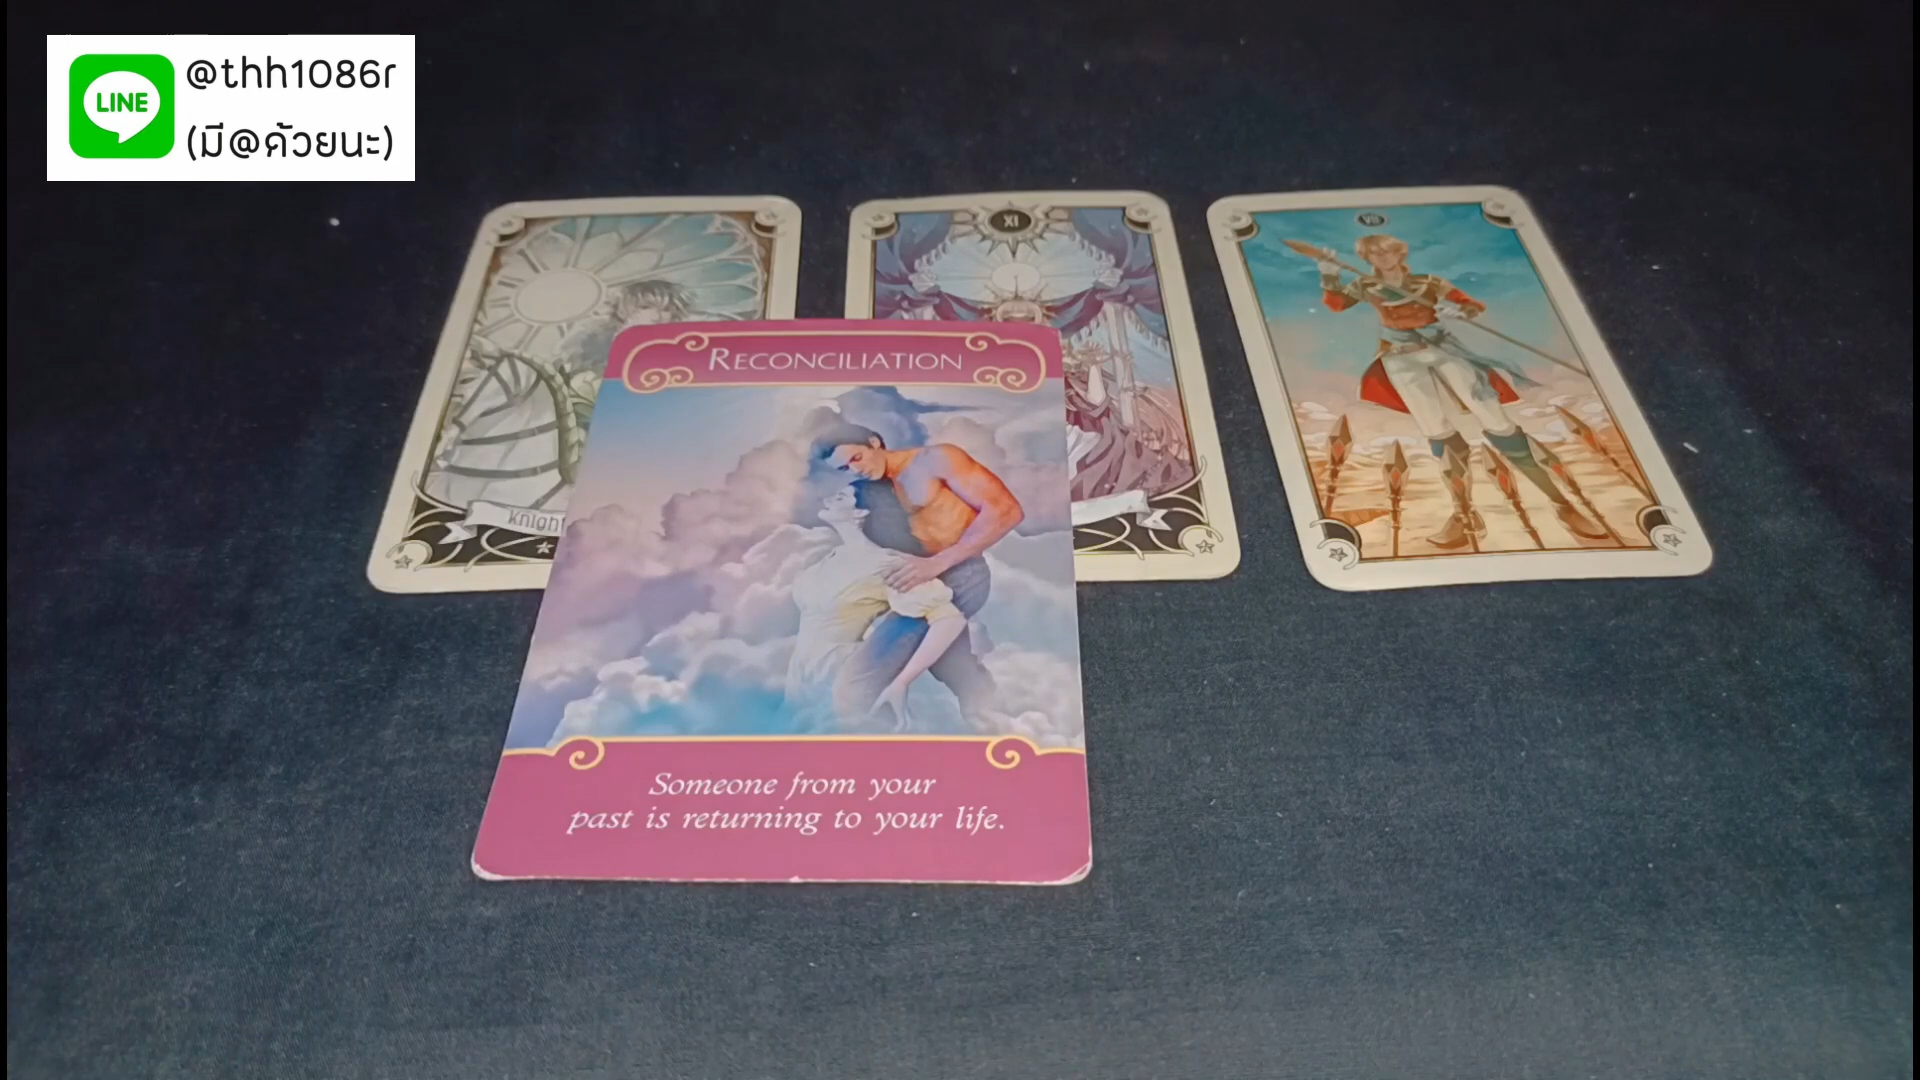 LINE
@thh1086r
(มี@ด้วยนะ)
XI
VII
RECONCILIATION
Knight
Someone from your
past is returning to your life.